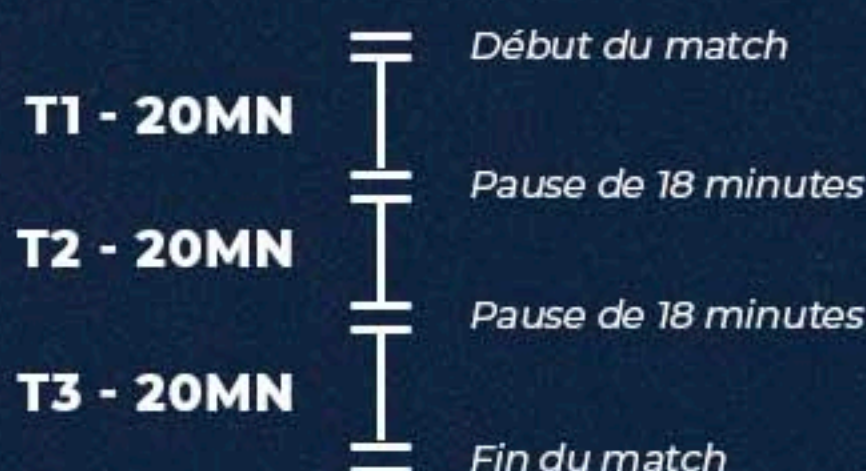 Début du match
T1 - 20MN
Pause de 18 minutes
T2 - 20MN
Pause de 18 minutes
T3 - 20MN
Fin du match